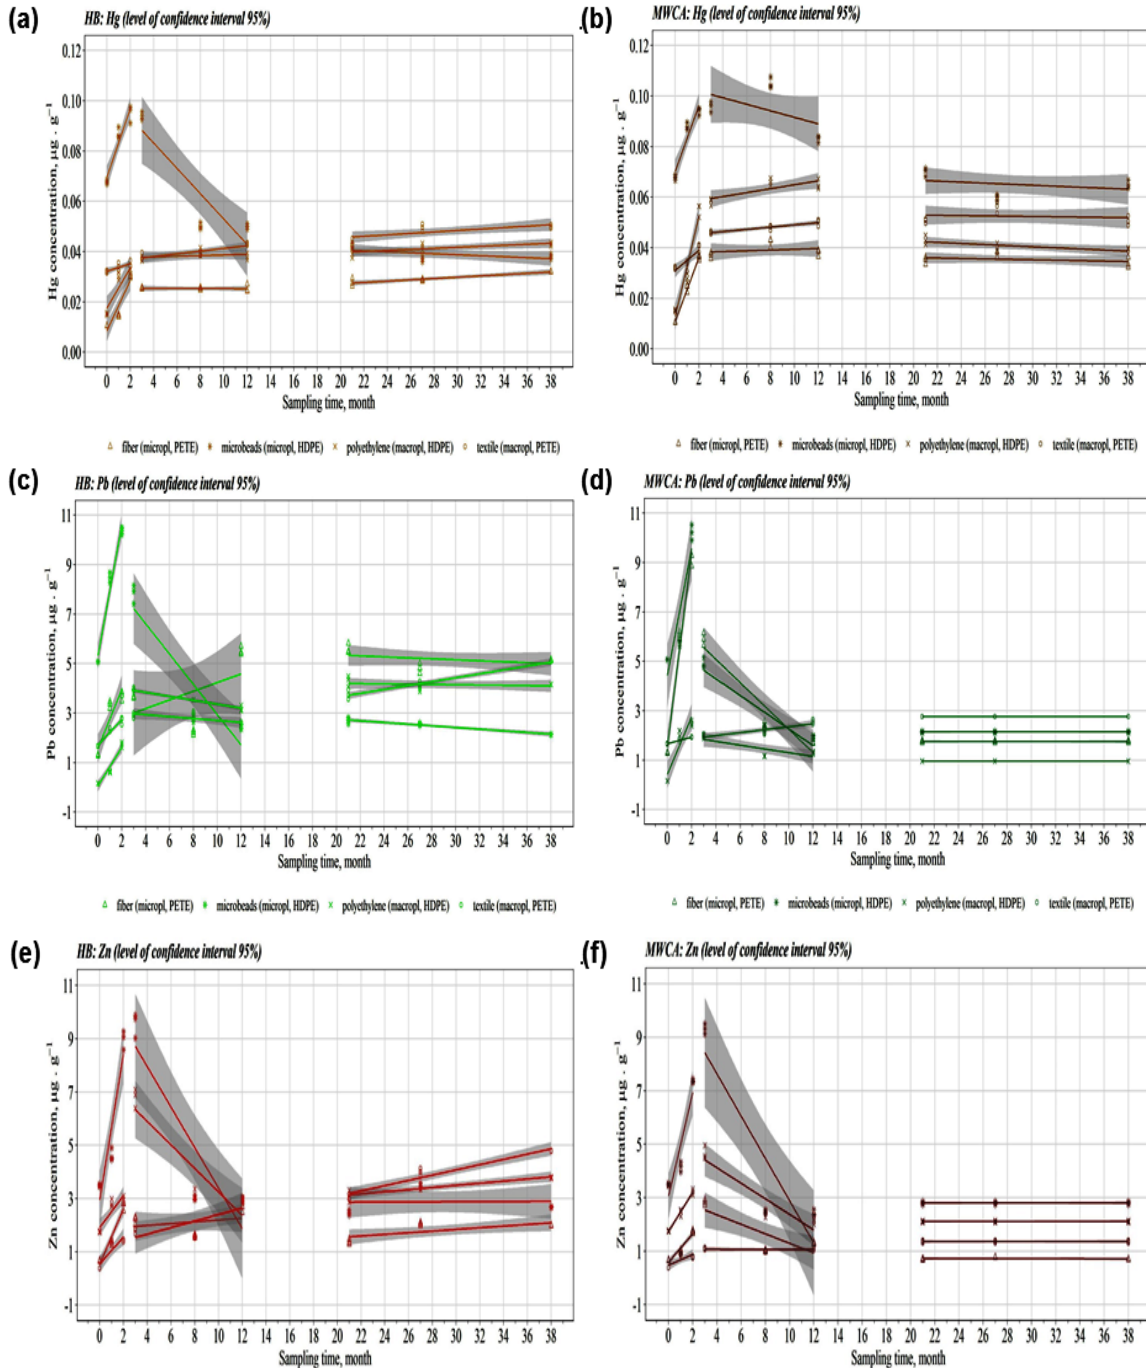 (a)
HB: Hg (level of confidence interval 95%)
Hg concentration, µg · g⁻¹
0.12
0.10
0.08
0.06
0.04
0.02
0.00
0 2 4 6 8 10 12 14 16 18 20 22 24 26 28 30 32 34 36 38
Sampling time, month
fiber (micropl, PETE) microbeads (micropl, HDPE) polyethylene (macropl, HDPE) textile (macropl, PETE)
(b)
MWCA: Hg (level of confidence interval 95%)
Hg concentration, µg · g⁻¹
0.12
0.10
0.08
0.06
0.04
0.02
0.00
0 2 4 6 8 10 12 14 16 18 20 22 24 26 28 30 32 34 36 38
Sampling time, month
fiber (micropl, PETE) microbeads (micropl, HDPE) polyethylene (macropl, HDPE) textile (macropl, PETE)
(c)
HB: Pb (level of confidence interval 95%)
Pb concentration, µg · g⁻¹
11
9
7
5
3
1
-1
0 2 4 6 8 10 12 14 16 18 20 22 24 26 28 30 32 34 36 38
Sampling time, month
fiber (micropl, PETE) microbeads (micropl, HDPE) polyethylene (macropl, HDPE) textile (macropl, PETE)
(d)
MWCA: Pb (level of confidence interval 95%)
Pb concentration, µg · g⁻¹
11
9
7
5
3
1
-1
0 2 4 6 8 10 12 14 16 18 20 22 24 26 28 30 32 34 36 38
Sampling time, month
fiber (micropl, PETE) microbeads (micropl, HDPE) polyethylene (macropl, HDPE) textile (macropl, PETE)
(e)
HB: Zn (level of confidence interval 95%)
Zn concentration, µg · g⁻¹
11
9
7
5
3
1
-1
0 2 4 6 8 10 12 14 16 18 20 22 24 26 28 30 32 34 36 38
Sampling time, month
(f)
MWCA: Zn (level of confidence interval 95%)
Zn concentration, µg · g⁻¹
11
9
7
5
3
1
-1
0 2 4 6 8 10 12 14 16 18 20 22 24 26 28 30 32 34 36 38
Sampling time, month